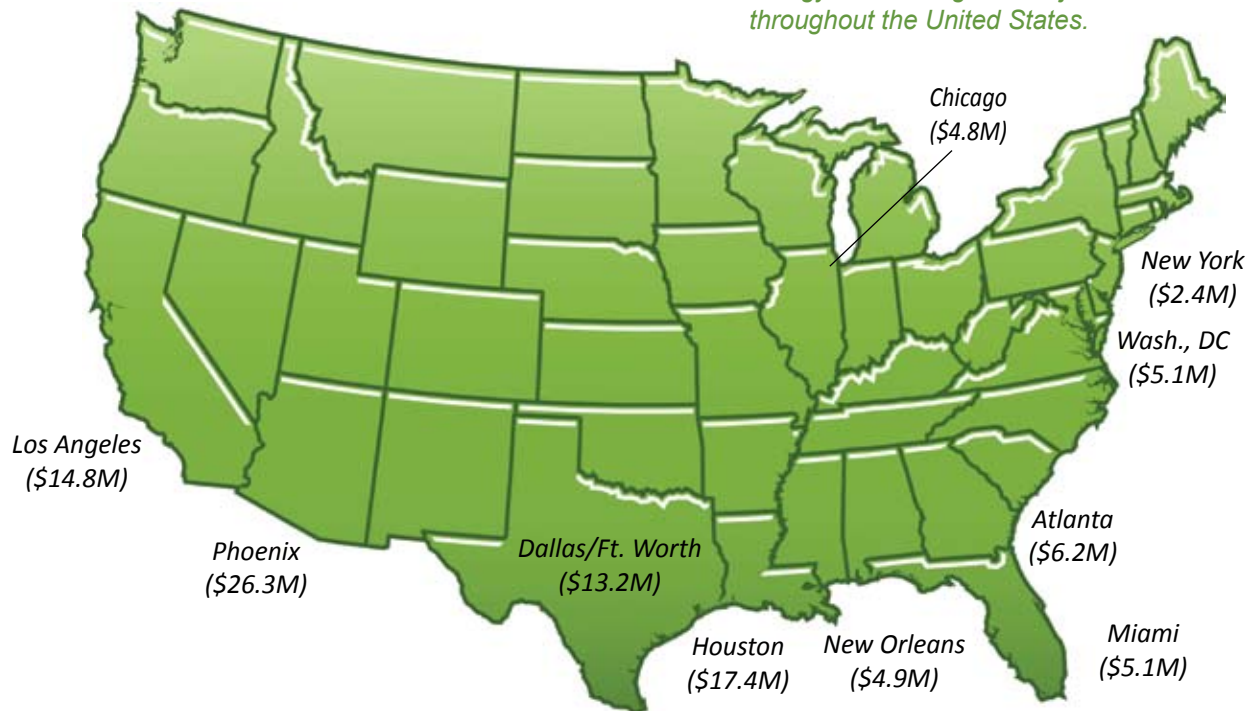 throughout the United States.
Chicago
($4.8M)
New York
($2.4M)
Wash., DC
($5.1M)
Los Angeles
($14.8M)
Phoenix
($26.3M)
Dallas/Ft. Worth
($13.2M)
Atlanta
($6.2M)
Houston
($17.4M)
New Orleans
($4.9M)
Miami
($5.1M)